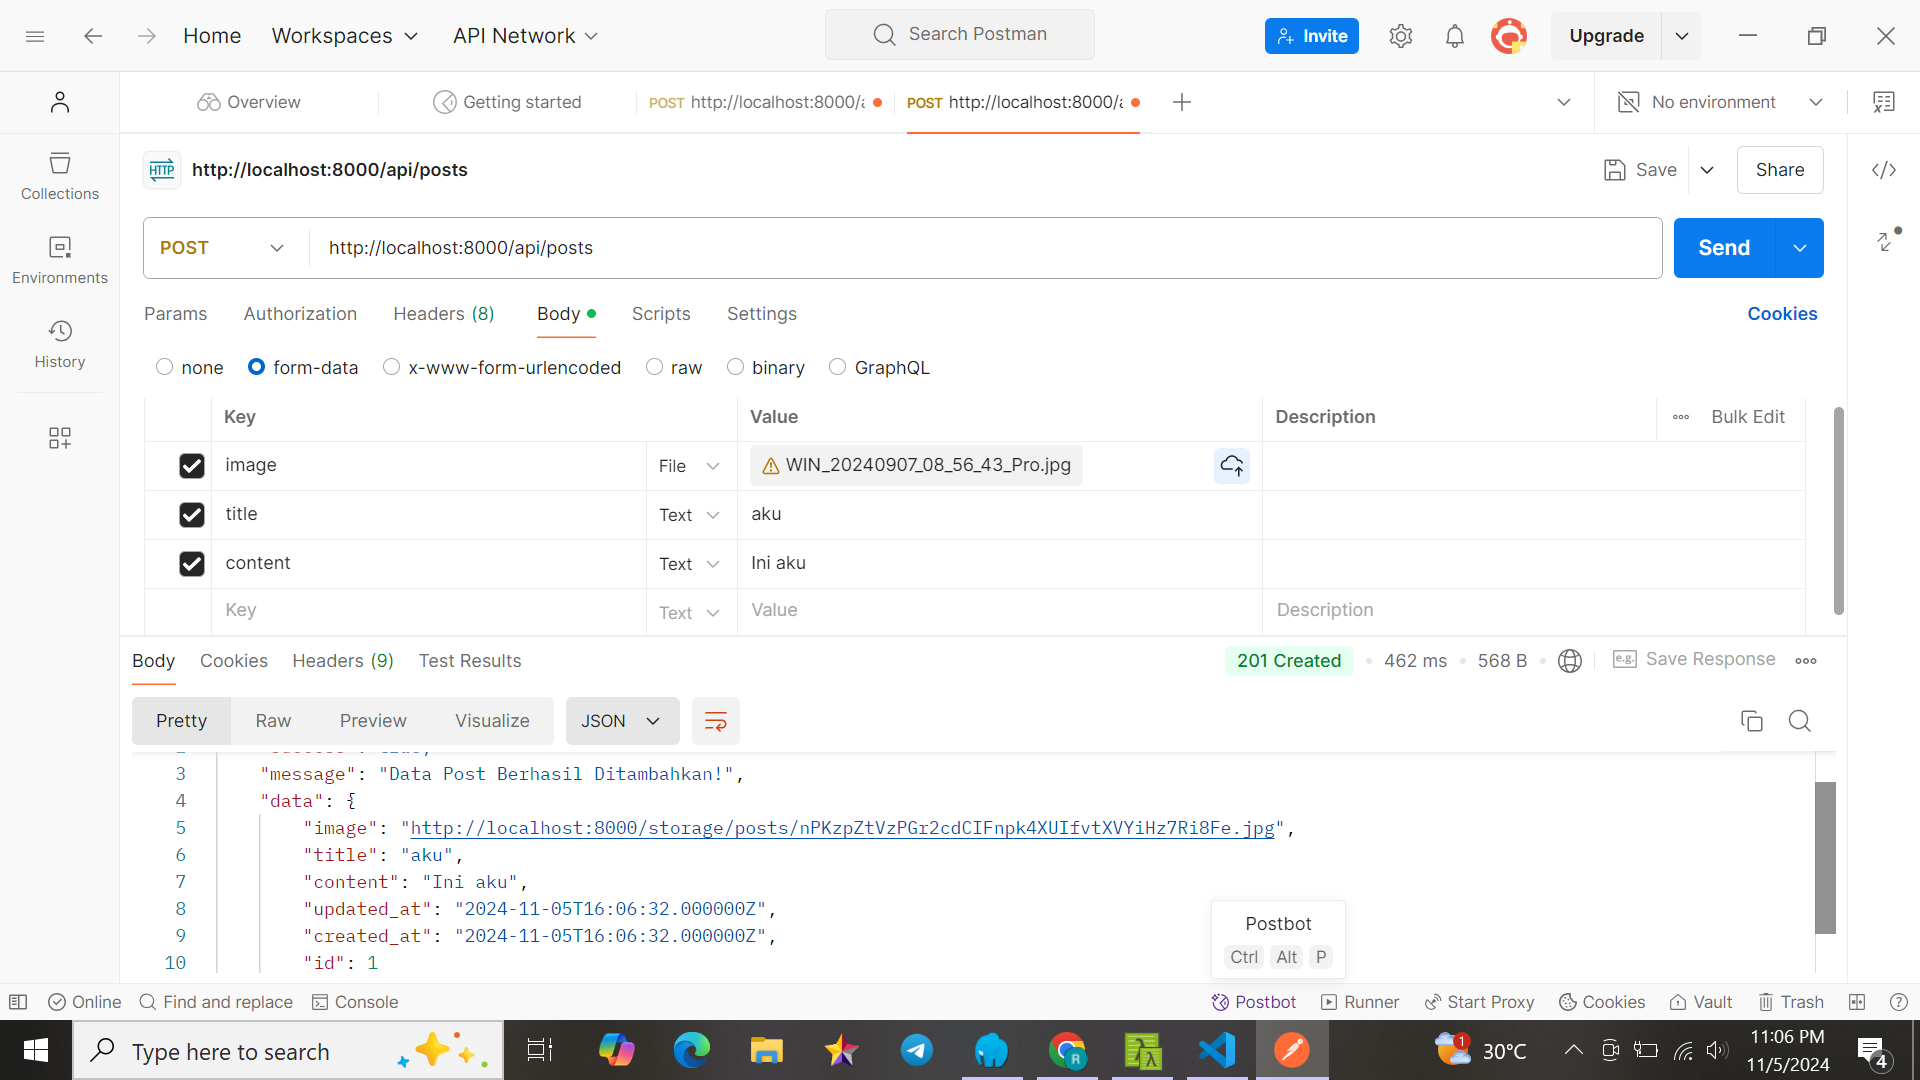 Home Workspaces API Network Search Postman Invite Upgrade
Overview Getting started POST http://localhost:8000/a POST http://localhost:8000/a No environment
HTTP http://localhost:8000/api/posts Save Share
Collections
POST http://localhost:8000/api/posts Send
Environments
Params Authorization Headers (8) Body Scripts Settings Cookies
History
none form-data x-www-form-urlencoded raw binary GraphQL
Key Value Description Bulk Edit
image File WIN_20240907_08_56_43_Pro.jpg
title Text aku
content Text Ini aku
Key Text Value Description
Body Cookies Headers (9) Test Results 201 Created 462 ms 568 B e.g. Save Response
Pretty Raw Preview Visualize JSON
3 "message": "Data Post Berhasil Ditambahkan!",
4 "data": {
5 "image": "http://localhost:8000/storage/posts/nPKzpZtVzPGr2cdCIFnpk4XUIfvtXVYiHz7Ri8Fe.jpg",
6 "title": "aku",
7 "content": "Ini aku",
8 "updated_at": "2024-11-05T16:06:32.000000Z",
9 "created_at": "2024-11-05T16:06:32.000000Z",
10 "id": 1
Postbot
Ctrl Alt P
Online Find and replace Console Postbot Runner Start Proxy Cookies Vault Trash
Type here to search R 1 30°C 11:06 PM
11/5/2024 4